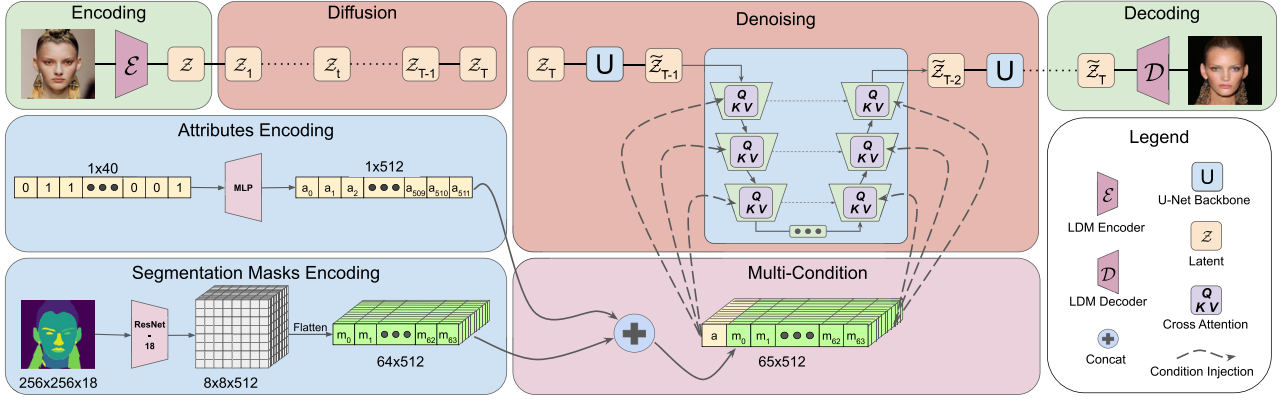 Encoding
ℰ
Z
Diffusion
Z1
Zt
ZT-1
ZT
Denoising
ZT
U
Z̃T-1
Q
K V
Q
K V
Q
K V
Q
K V
Q
K V
Q
K V
Z̃T-2
U
Decoding
Z̃T
𝒟
Attributes Encoding
1x40
0 1 1 ●●● 0 0 1
MLP
1x512
a0 a1 a2 ●●● a509 a510 a511
Segmentation Masks Encoding
256x256x18
ResNet
-
18
8x8x512
Flatten
m0 m1 ●●● m62 m63
64x512
Multi-Condition
a m0 m1 ●●● m62 m63
65x512
Legend
ℰ
LDM Encoder
𝒟
LDM Decoder
Concat
U
U-Net Backbone
Z
Latent
Q
K V
Cross Attention
Condition Injection